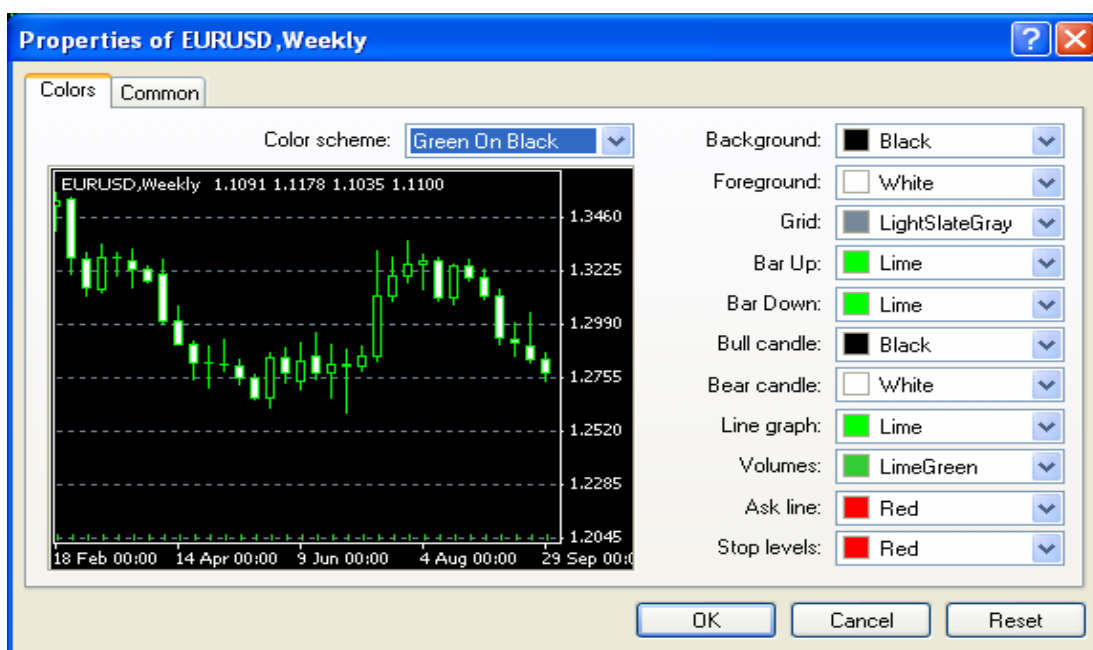 Properties of EURUSD,Weekly
Colors Common
Color scheme: Green On Black
EURUSD,Weekly 1.1091 1.1178 1.1035 1.1100
1.3460
1.3225
1.2990
1.2755
1.2520
1.2285
1.2045
18 Feb 00:00 14 Apr 00:00 9 Jun 00:00 4 Aug 00:00 29 Sep 00:0
Background: Black
Foreground: White
Grid: LightSlateGray
Bar Up: Lime
Bar Down: Lime
Bull candle: Black
Bear candle: White
Line graph: Lime
Volumes: LimeGreen
Ask line: Red
Stop levels: Red
OK Cancel Reset